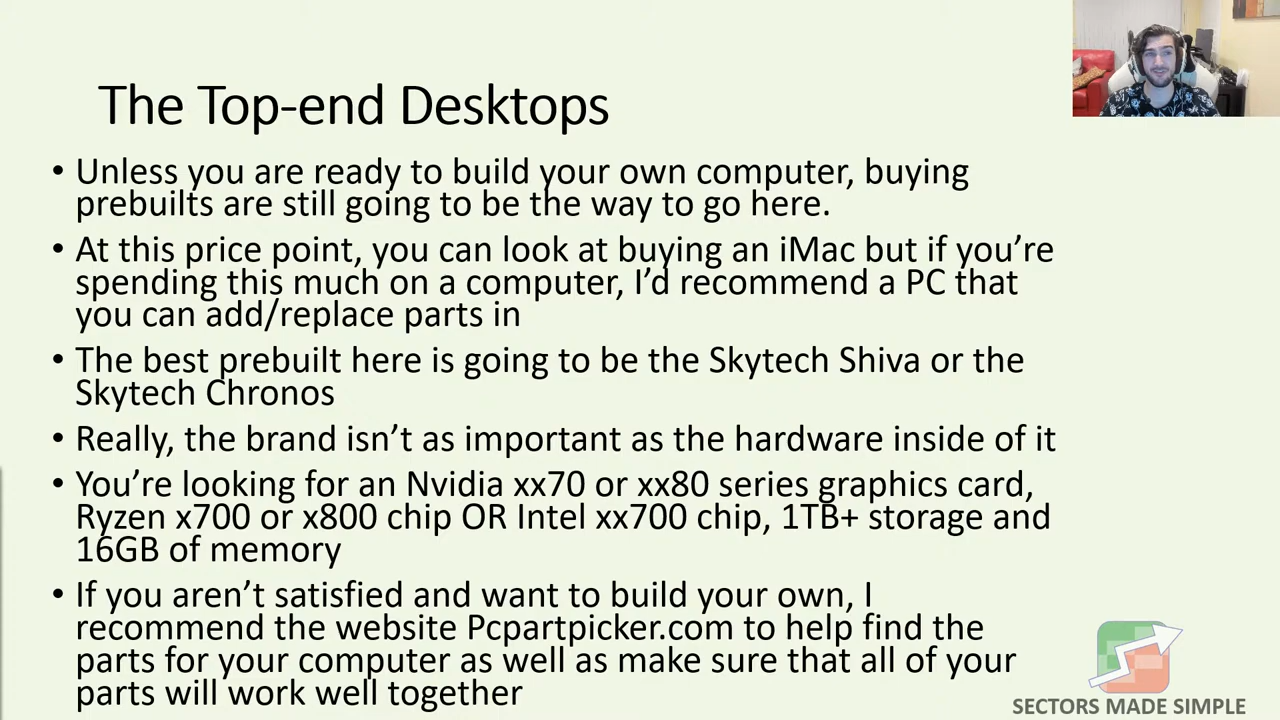 The Top-end Desktops
• Unless you are ready to build your own computer, buying
prebuilts are still going to be the way to go here.
• At this price point, you can look at buying an iMac but if you’re
spending this much on a computer, I’d recommend a PC that
you can add/replace parts in
• The best prebuilt here is going to be the Skytech Shiva or the
Skytech Chronos
• Really, the brand isn’t as important as the hardware inside of it
• You’re looking for an Nvidia xx70 or xx80 series graphics card,
Ryzen x700 or x800 chip OR Intel xx700 chip, 1TB+ storage and
16GB of memory
• If you aren’t satisfied and want to build your own, I
recommend the website Pcpartpicker.com to help find the
parts for your computer as well as make sure that all of your
parts will work well together
SECTORS MADE SIMPLE